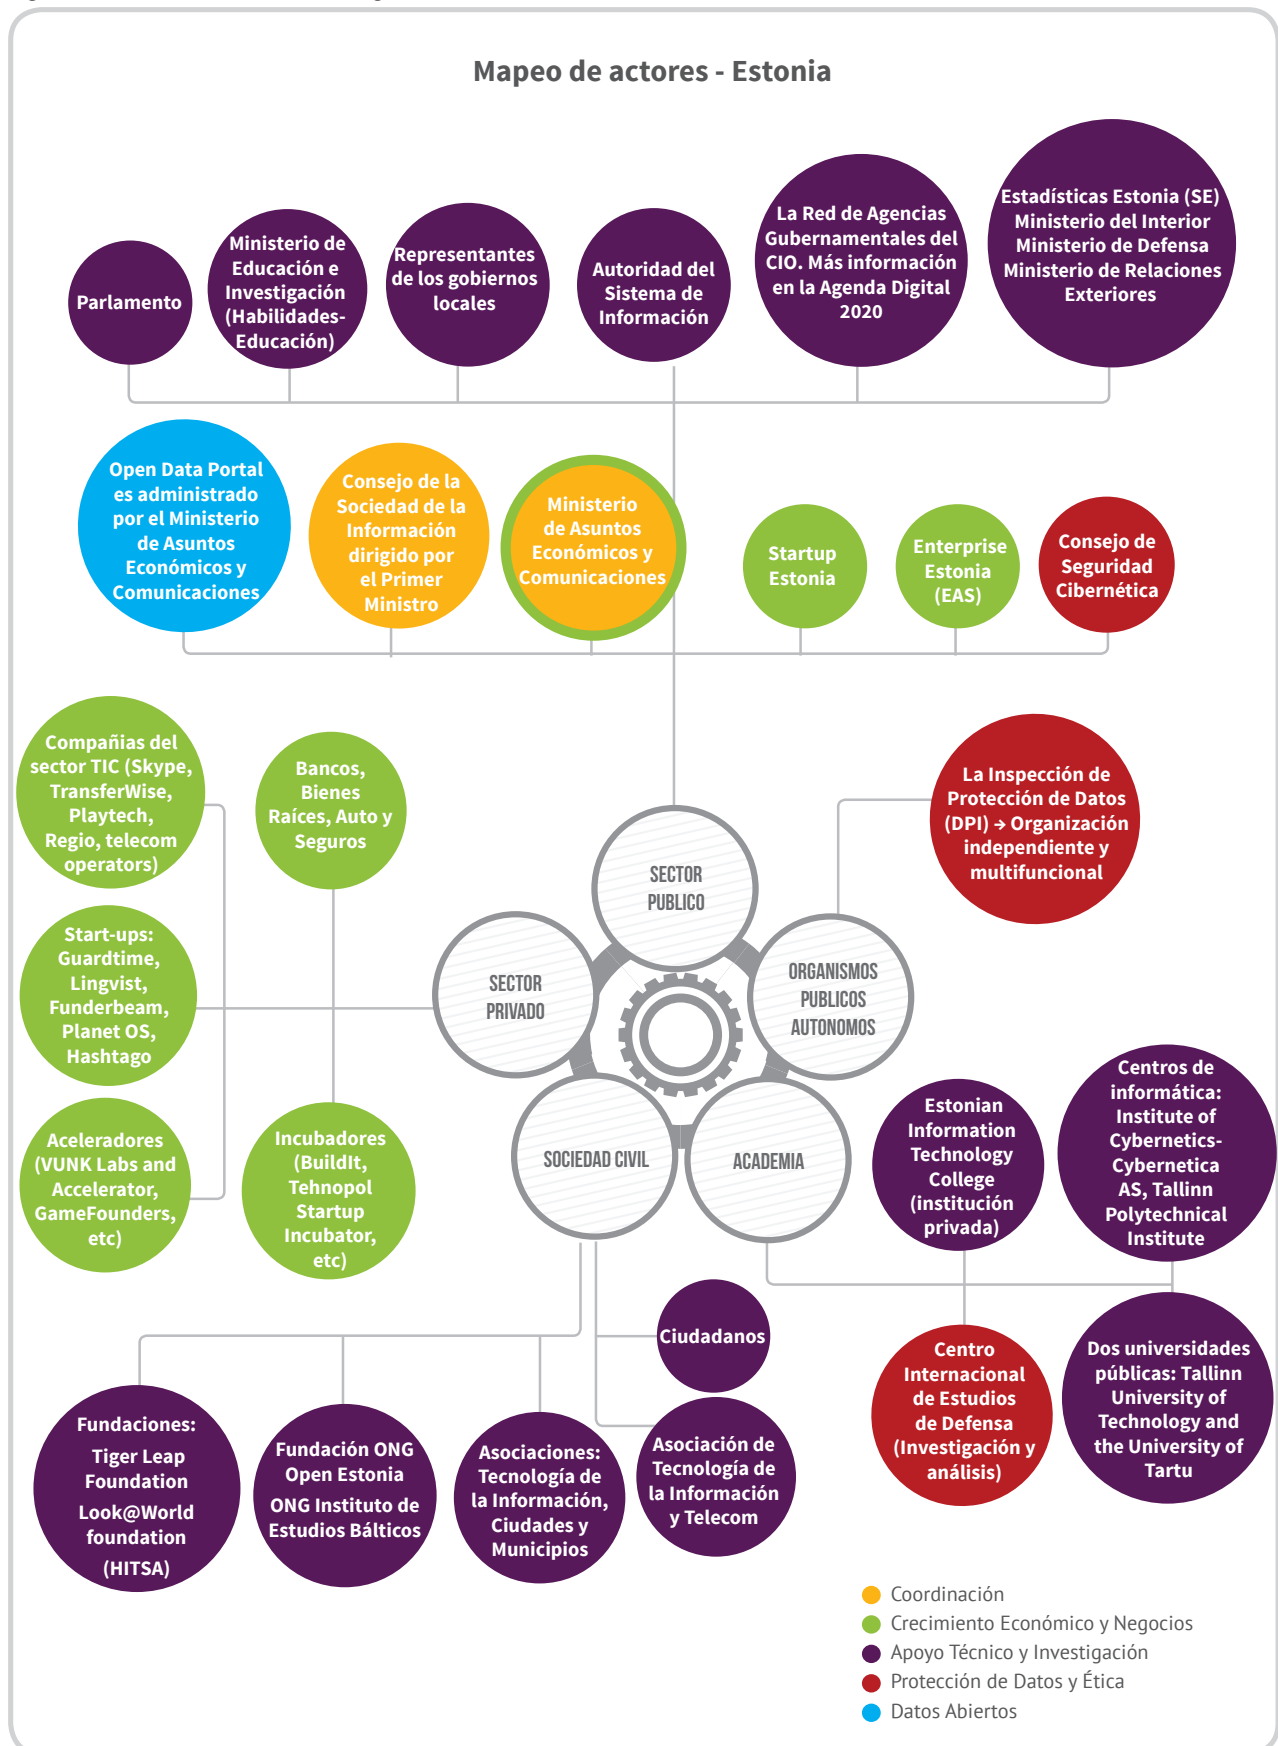 Mapeo de actores - Estonia
Parlamento
Ministerio de
Educación e
Investigación
(Habilidades-
Educación)
Representantes
de los gobiernos
locales
Autoridad del
Sistema de
Información
La Red de Agencias
Gubernamentales del
CIO. Más información
en la Agenda Digital
2020
Estadísticas Estonia (SE)
Ministerio del Interior
Ministerio de Defensa
Ministerio de Relaciones
Exteriores
Open Data Portal
es administrado
por el Ministerio
de Asuntos
Económicos y
Comunicaciones
Consejo de la
Sociedad de la
Información
dirigido por
el Primer
Ministro
Ministerio
de Asuntos
Económicos y
Comunicaciones
Startup
Estonia
Enterprise
Estonia
(EAS)
Consejo de
Seguridad
Cibernética
Compañias del
sector TIC (Skype,
TransferWise,
Playtech,
Regio, telecom
operators)
Bancos,
Bienes
Raíces, Auto y
Seguros
La Inspección de
Protección de Datos
(DPI) → Organización
independiente y
multifuncional
SECTOR
PUBLICO
Start-ups:
Guardtime,
Lingvist,
Funderbeam,
Planet OS,
Hashtago
SECTOR
PRIVADO
ORGANISMOS
PUBLICOS
AUTONOMOS
Aceleradores
(VUNK Labs and
Accelerator,
GameFounders,
etc)
Incubadores
(BuildIt,
Tehnopol
Startup
Incubator,
etc)
SOCIEDAD CIVIL
ACADEMIA
Estonian
Information
Technology
College
(institución
privada)
Centros de
informática:
Institute of
Cybernetics-
Cybernetica
AS, Tallinn
Polytechnical
Institute
Ciudadanos
Centro
Internacional
de Estudios
de Defensa
(Investigación y
análisis)
Dos universidades
públicas: Tallinn
University of
Technology and
the University of
Tartu
Fundaciones:
Tiger Leap
Foundation
Look@World
foundation
(HITSA)
Fundación ONG
Open Estonia
ONG Instituto de
Estudios Bálticos
Asociaciones:
Tecnología de
la Información,
Ciudades y
Municipios
Asociación de
Tecnología de
la Información
y Telecom
Coordinación
Crecimiento Económico y Negocios
Apoyo Técnico y Investigación
Protección de Datos y Ética
Datos Abiertos